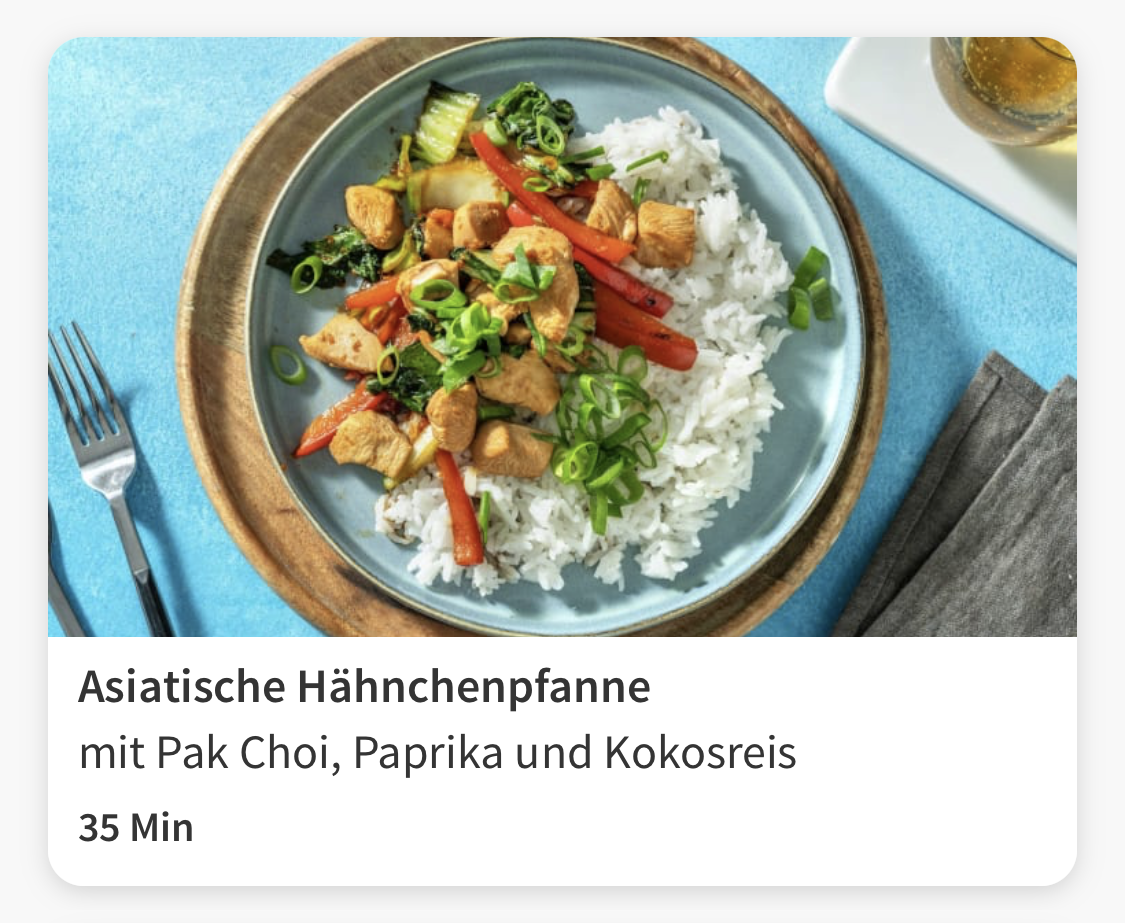 Asiatische Hähnchenpfanne
mit Pak Choi, Paprika und Kokosreis
35 Min